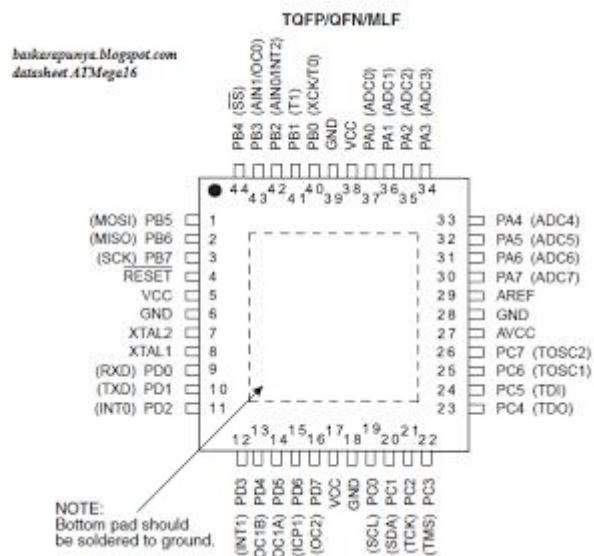 TQFP/QFN/MLF
baskarapunya.blogspot.com
datasheet ATMega16
PB4 (SS)
PB3 (AIN1/OC0)
PB2 (AIN0/INT2)
PB1 (T1)
PB0 (XCK/T0)
GND
VCC
PA0 (ADC0)
PA1 (ADC1)
PA2 (ADC2)
PA3 (ADC3)
44 43 42 41 40 39 38 37 36 35 34
(MOSI) PB5 1
(MISO) PB6 2
(SCK) PB7 3
RESET 4
VCC 5
GND 6
XTAL2 7
XTAL1 8
(RXD) PD0 9
(TXD) PD1 10
(INT0) PD2 11
33 PA4 (ADC4)
32 PA5 (ADC5)
31 PA6 (ADC6)
30 PA7 (ADC7)
29 AREF
28 GND
27 AVCC
26 PC7 (TOSC2)
25 PC6 (TOSC1)
24 PC5 (TDI)
23 PC4 (TDO)
12 13 14 15 16 17 18 19 20 21 22
(INT1) PD3
OC1B) PD4
OC1A) PD5
(ICP1) PD6
(OC2) PD7
VCC
GND
(SCL) PC0
(SDA) PC1
(TCK) PC2
(TMS) PC3
NOTE:
Bottom pad should
be soldered to ground.